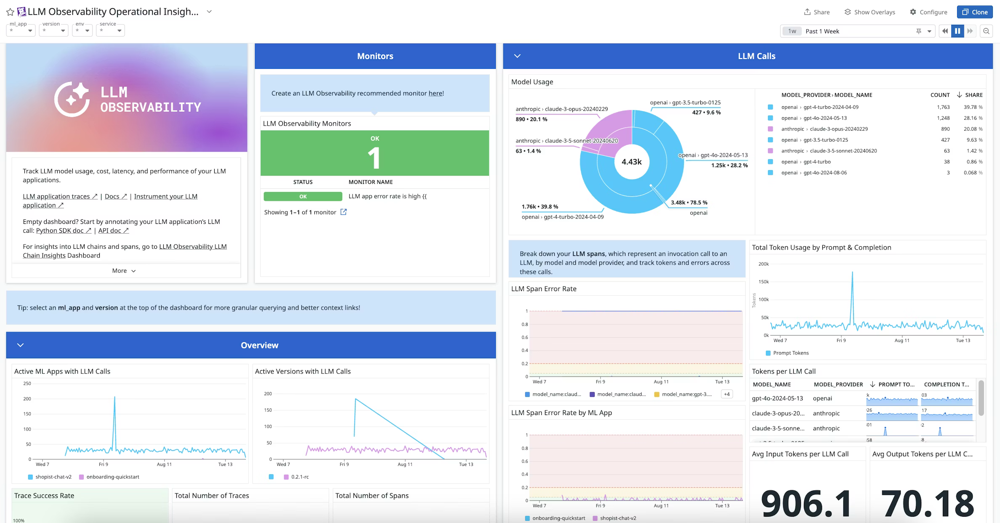 LLM Observability Operational Insigh...
Share
Show Overlays
Configure
Clone
ml_app
*
version
*
env
*
service
*
1w
Past 1 Week
LLM
OBSERVABILITY
Track LLM model usage, cost, latency, and performance of your LLM
applications.
LLM application traces ↗ | Docs ↗ | Instrument your LLM
application ↗
Empty dashboard? Start by annotating your LLM application's LLM
call: Python SDK doc ↗ | API doc ↗
For insights into LLM chains and spans, go to LLM Observability LLM
Chain Insights Dashboard
More
Monitors
Create an LLM Observability recommended monitor here!
LLM Observability Monitors
OK
1
STATUS MONITOR NAME
OK LLM app error rate is high {{
Showing 1–1 of 1 monitor
Tip: select an ml_app and version at the top of the dashboard for more granular querying and better context links!
Overview
Active ML Apps with LLM Calls
250
200
150
100
50
0
Wed 7 Fri 9 Aug 11 Tue 13
shopist-chat-v2 onboarding-quickstart
Active Versions with LLM Calls
200
150
100
50
0
Wed 7 Fri 9 Aug 11 Tue 13
0.2.1-rc
Trace Success Rate
100%
Total Number of Traces
Total Number of Spans
LLM Calls
Model Usage
openai › gpt-3.5-turbo-0125
427 • 9.6 %
anthropic › claude-3-opus-20240229
890 • 20.1 %
anthropic › claude-3-5-sonnet-20240620
63 • 1.4 %
openai › gpt-4o-2024-05-13
1.25k • 28.2 %
4.43k
3.48k • 78.5 %
openai
1.76k • 39.8 %
openai › gpt-4-turbo-2024-04-09
MODEL_PROVIDER › MODEL_NAME COUNT ↓ SHARE
openai › gpt-4-turbo-2024-04-09 1,763 39.78 %
openai › gpt-4o-2024-05-13 1,248 28.16 %
anthropic › claude-3-opus-20240229 890 20.08 %
openai › gpt-3.5-turbo-0125 427 9.63 %
anthropic › claude-3-5-sonnet-20240620 63 1.42 %
openai › gpt-4-turbo 38 0.86 %
openai › gpt-4o-2024-08-06 3 0.068 %
Break down your LLM spans, which represent an invocation call to an
LLM, by model and model provider, and track tokens and errors across
these calls.
LLM Span Error Rate
1
0.8
0.6
0.4
0.2
0
Wed 7 Fri 9 Aug 11 Tue 13
model_name:claud... model_name:claud... model_name:gpt-3.... +4
LLM Span Error Rate by ML App
1
0.8
0.6
0.4
0.2
0
Wed 7 Fri 9 Aug 11 Tue 13
onboarding-quickstart shopist-chat-v2
Total Token Usage by Prompt & Completion
Tokens
200k
150k
100k
50k
0k
Wed 7 Fri 9 Aug 11 Tue 13
Prompt Tokens
Tokens per LLM Call
MODEL_NAME MODEL_PROVIDER ↓ PROMPT TO... COMPLETION T...
gpt-4o-2024-05-13 openai k 03
claude-3-opus-20... anthropic 26 17
claude-3-5-sonne... anthropic 01 2
58 8
Avg Input Tokens per LLM Call
906.1
Avg Output Tokens per LLM C...
70.18